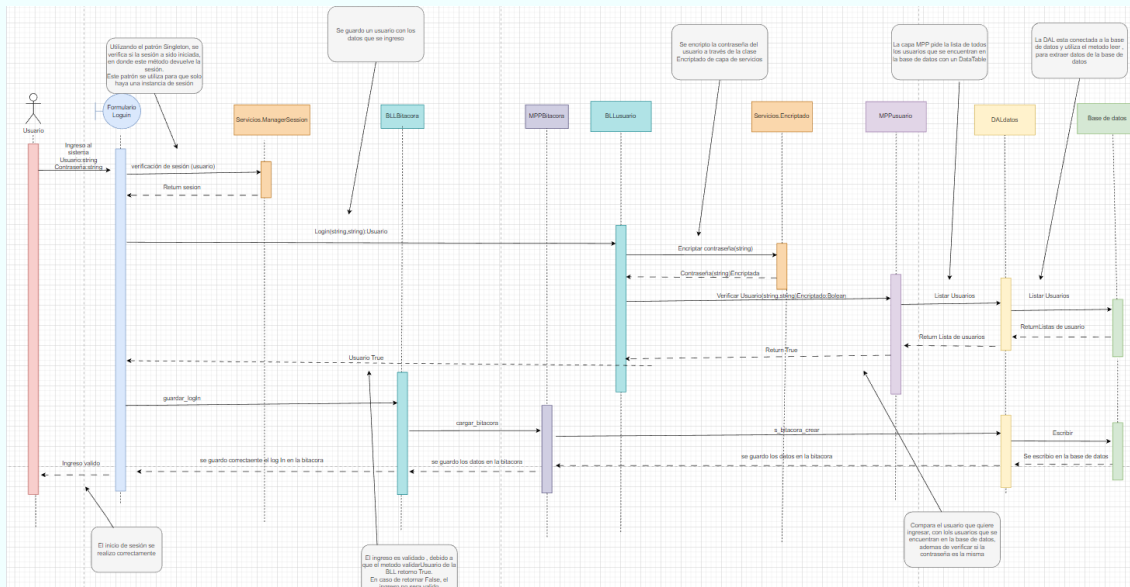 Utilizando el patrón Singleton, se
verifica si la sesión a sido iniciada,
en donde este método devuelve la
sesión.
Este patrón se utiliza para que solo
haya una instancia de sesión
Se guardo un usuario con los
datos que se ingreso
Se encripto la contraseña del
usuario a través de la clase
Encriptado de capa de servicios
La capa MPP pide la lista de todos
los usuarios que se encuentran en
la base de datos con un DataTable
La DAL esta conectada a la base
de datos y utiliza el metodo leer ,
para extraer datos de la base de
datos
Usuario
Formulario
Loguin
Servicios.ManagerSession
BLLBitacora
MPPBitacora
BLLusuario
Servicios.Encriptado
MPPusuario
DALdatos
Base de datos
Ingreso al
sistema
Usuario:string
Contraseña:string
verificación de sesión (usuario)
Return sesion
Login(string,string):Usuario
Encriptar contraseña(string)
Contraseña(string)Encriptada
Verificar Usuario(string,string)Encriptado:Bolean
Listar Usuarios
Listar Usuarios
ReturnListas de usuario
Return Lista de usuarios
Return True
Usuario True
guardar_logIn
cargar_bitacora
s_bitacora_crear
Escribir
Se escribio en la base de datos
se guardo los datos en la bitacora
se guardo los datos en la bitacora
se guardo correctaente el log In en la bitacora
Ingreso valido
El inicio de sesión se
realizo correctamente
El ingreso es validado , debido a
que el metodo validarUsuario de la
BLL retorno True.
En caso de retornar False, el
ingreso no sera valido
Compara el usuario que quiere
ingresar, con lols usuarios que se
encuentran en la base de datos,
ademas de verificar si la
contraseña es la misma